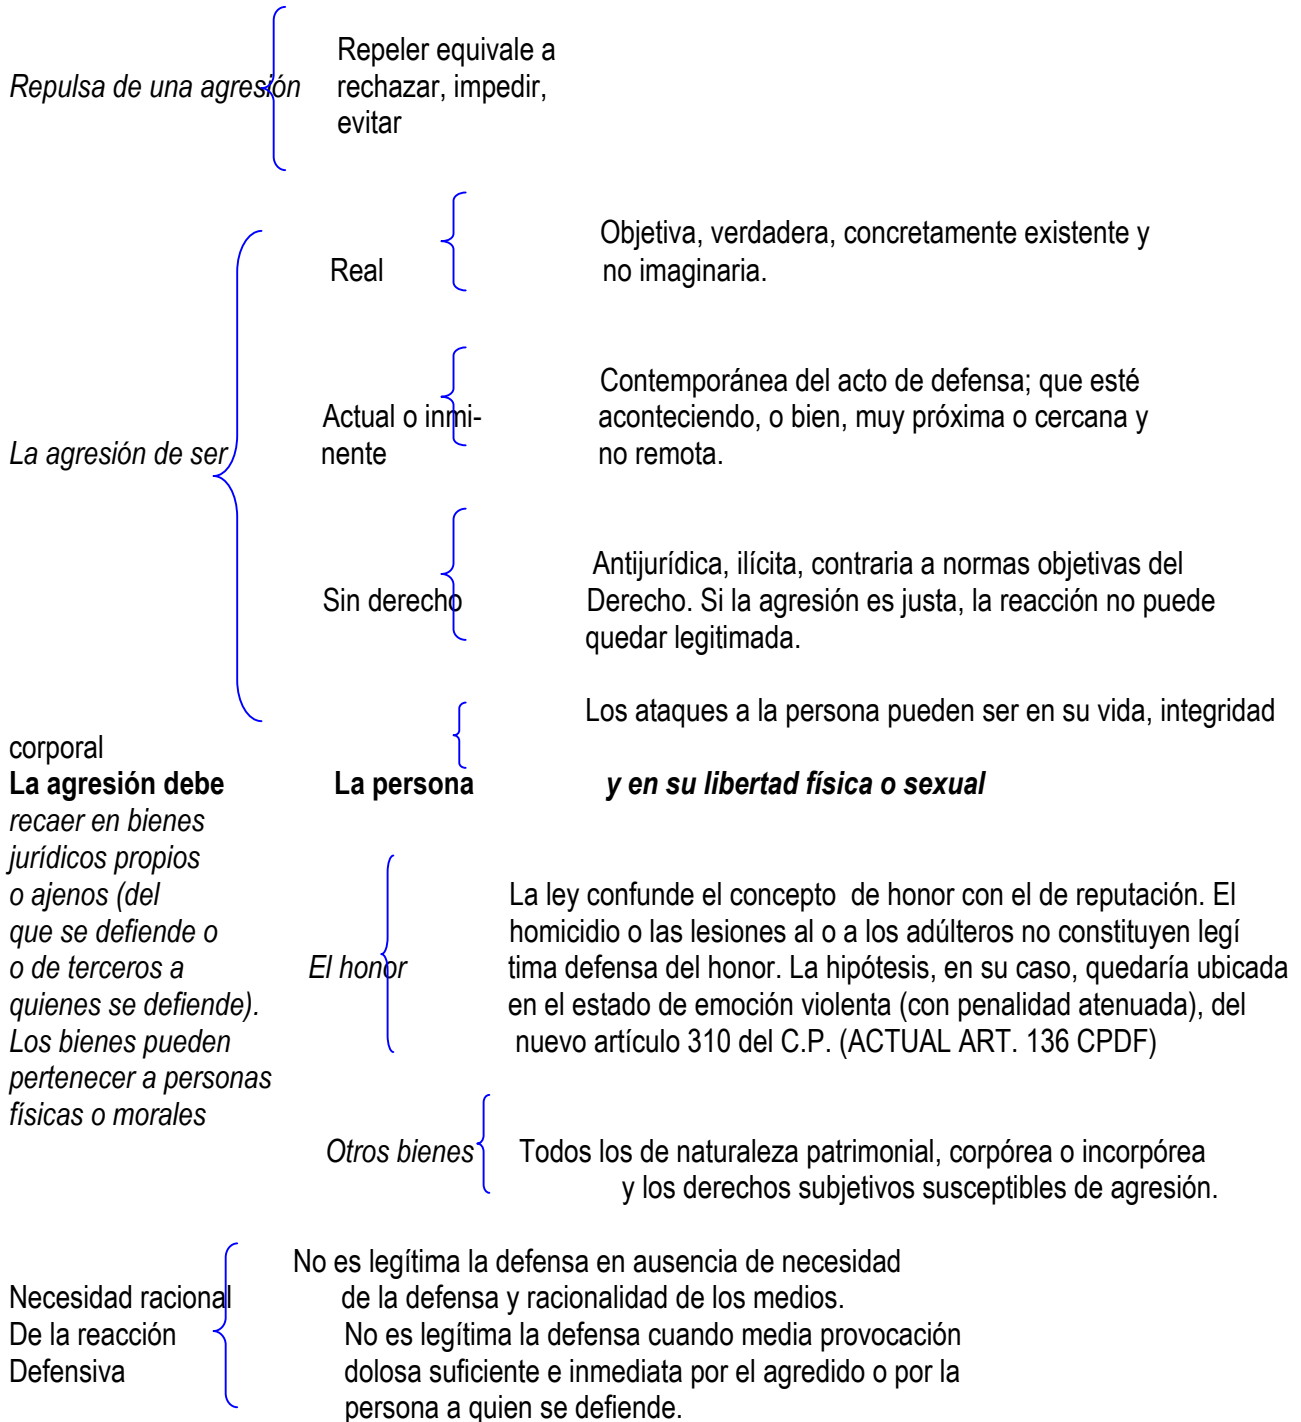 Repeler equivale a
Repulsa de una agresión rechazar, impedir,
evitar
Objetiva, verdadera, concretamente existente y
Real no imaginaria.
Contemporánea del acto de defensa; que esté
Actual o inmi- aconteciendo, o bien, muy próxima o cercana y
La agresión de ser nente no remota.
Antijurídica, ilícita, contraria a normas objetivas del
Sin derecho Derecho. Si la agresión es justa, la reacción no puede
quedar legitimada.
Los ataques a la persona pueden ser en su vida, integridad
corporal
La agresión debe La persona y en su libertad física o sexual
recaer en bienes
jurídicos propios
o ajenos (del La ley confunde el concepto de honor con el de reputación. El
que se defiende o homicidio o las lesiones al o a los adúlteros no constituyen legí
o de terceros a El honor tima defensa del honor. La hipótesis, en su caso, quedaría ubicada
quienes se defiende). en el estado de emoción violenta (con penalidad atenuada), del
Los bienes pueden nuevo artículo 310 del C.P. (ACTUAL ART. 136 CPDF)
pertenecer a personas
físicas o morales
Otros bienes Todos los de naturaleza patrimonial, corpórea o incorpórea
y los derechos subjetivos susceptibles de agresión.
No es legítima la defensa en ausencia de necesidad
Necesidad racional de la defensa y racionalidad de los medios.
De la reacción No es legítima la defensa cuando media provocación
Defensiva dolosa suficiente e inmediata por el agredido o por la
persona a quien se defiende.